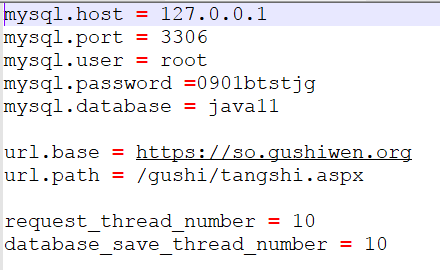 mysql.host = 127.0.0.1
mysql.port = 3306
mysql.user = root
mysql.password =0901btstjg
mysql.database = java11
url.base = https://so.gushiwen.org
url.path = /gushi/tangshi.aspx
request_thread_number = 10
database_save_thread_number = 10